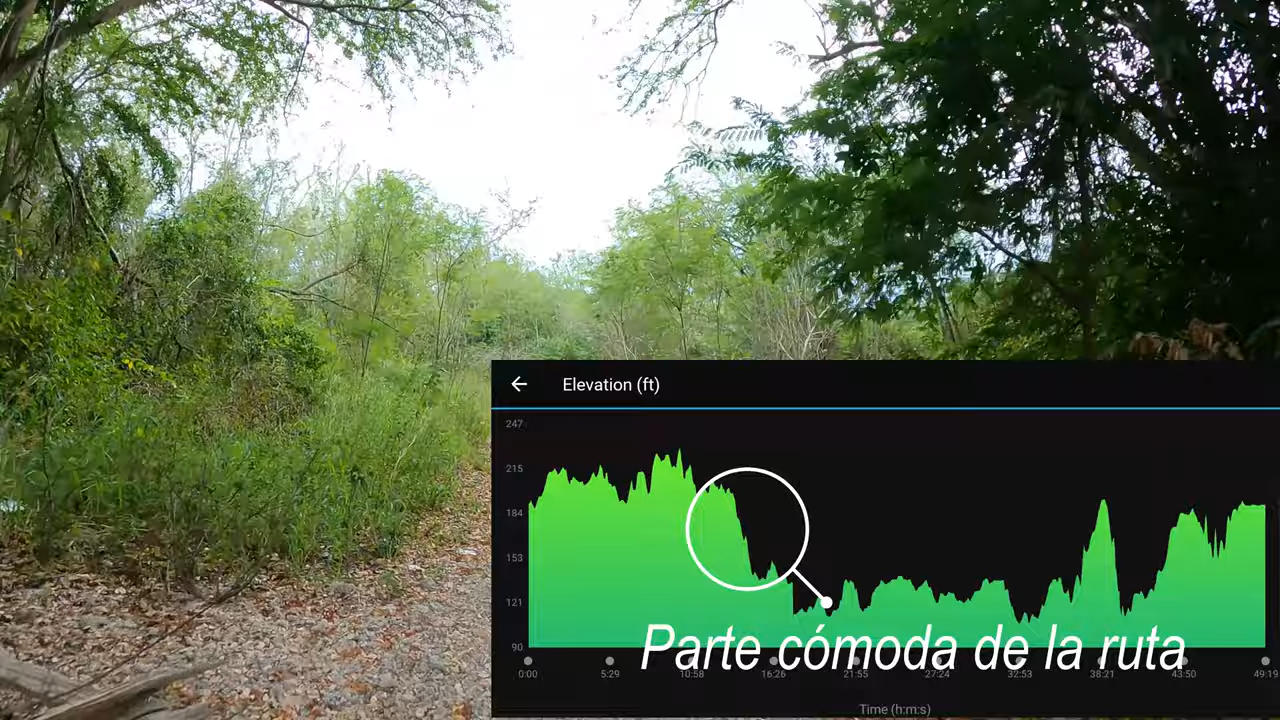 Elevation (ft)
247
215
184
153
121
90
Parte cómoda de la ruta
0:00 5:29 10:58 16:26 21:55 27:24 32:53 38:21 43:50 49:19
Time (h:m:s)